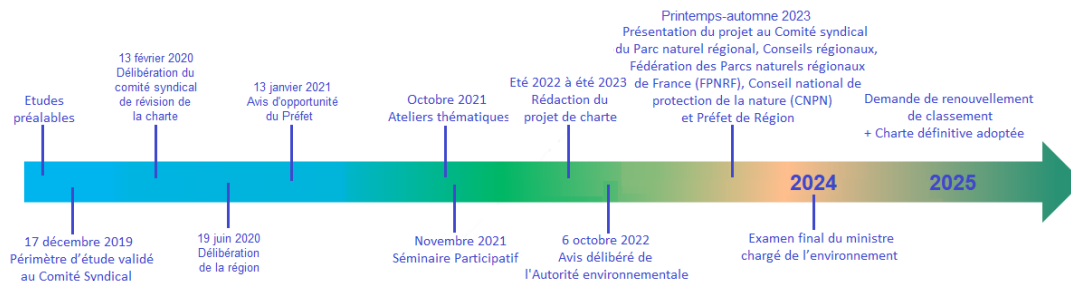 Etudes
préalables
13 février 2020
Délibération du
comité syndical
de révision de
la charte
13 janvier 2021
Avis d'opportunité
du Préfet
Octobre 2021
Ateliers thématiques
Eté 2022 à été 2023
Rédaction du
projet de charte
Printemps-automne 2023
Présentation du projet au Comité syndical
du Parc naturel régional, Conseils régionaux,
Fédération des Parcs naturels régionaux
de France (FPNRF), Conseil national de
protection de la nature (CNPN)
et Préfet de Région
Demande de renouvellement
de classement
+ Charte définitive adoptée
2024
2025
17 décembre 2019
Périmètre d'étude validé
au Comité Syndical
19 juin 2020
Délibération
de la région
Novembre 2021
Séminaire Participatif
6 octobre 2022
Avis délibéré de
l'Autorité environnementale
Examen final du ministre
chargé de l'environnement